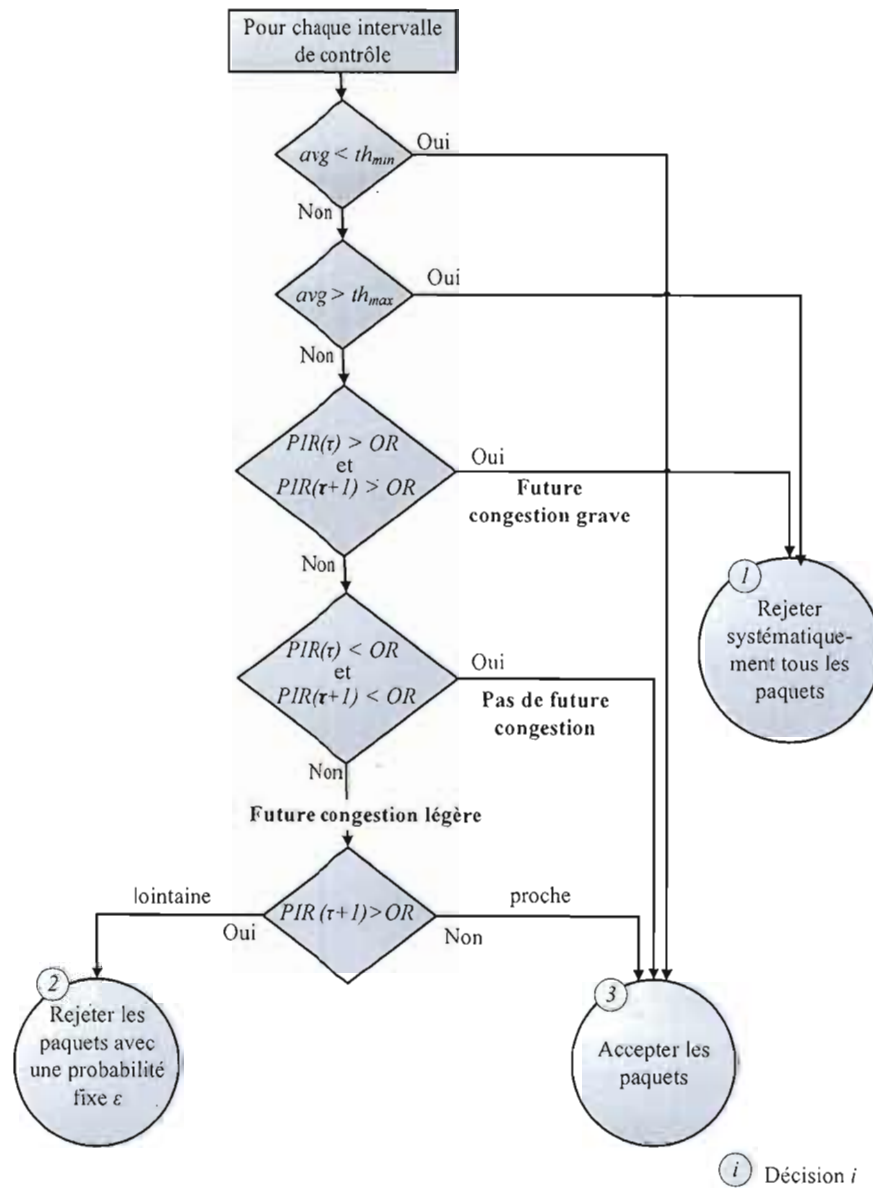 Pour chaque intervalle
de contrôle
avg < th_min
Oui
Non
avg > th_max
Oui
Non
PIR(τ) > OR
et
PIR(τ+1) > OR
Oui
Future
congestion grave
Non
1
Rejeter
systématique-
ment tous les
paquets
PIR(τ) < OR
et
PIR(τ+1) < OR
Oui
Pas de future
congestion
Non
Future congestion légère
lointaine
PIR (τ+1)>OR
proche
Oui
Non
2
Rejeter les
paquets avec
une probabilité
fixe ε
3
Accepter les
paquets
i Décision i